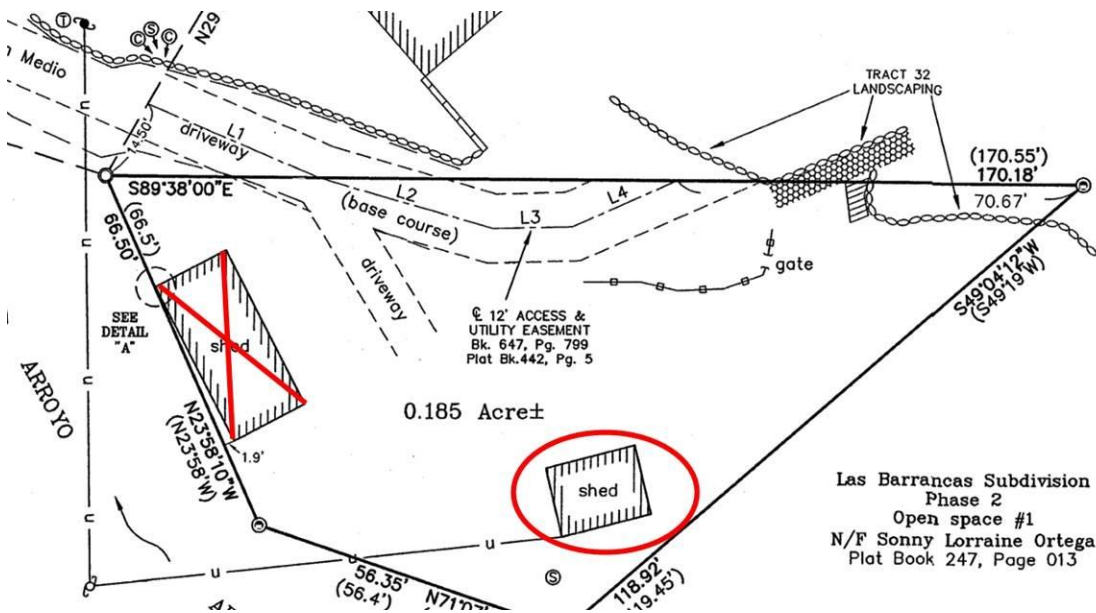 T
C S C
N29
n Medio
14.50'
L1
driveway
TRACT 32
LANDSCAPING
(170.55')
170.18'
S89°38'00"E
L2
(base course)
L3
L4
70.67'
(66.5')
66.50'
driveway
gate
S49°04'12"W
(S49°19'W)
SEE
DETAIL
"A"
shed
℄ 12' ACCESS &
UTILITY EASEMENT
Bk. 647, Pg. 799
Plat Bk.442, Pg. 5
ARROYO
0.185 Acre±
N23°58'10"W
(N23°58'W)
1.9'
shed
Las Barrancas Subdivision
Phase 2
Open space #1
N/F Sonny Lorraine Ortega
Plat Book 247, Page 013
u
u
u
u
u
u
u
S
56.35'
(56.4')
118.92'